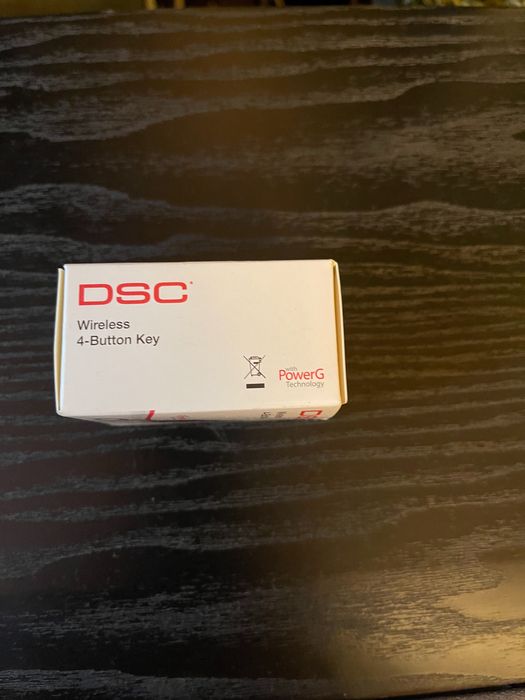 DSC
Wireless
4-Button Key
with
PowerG
Technology